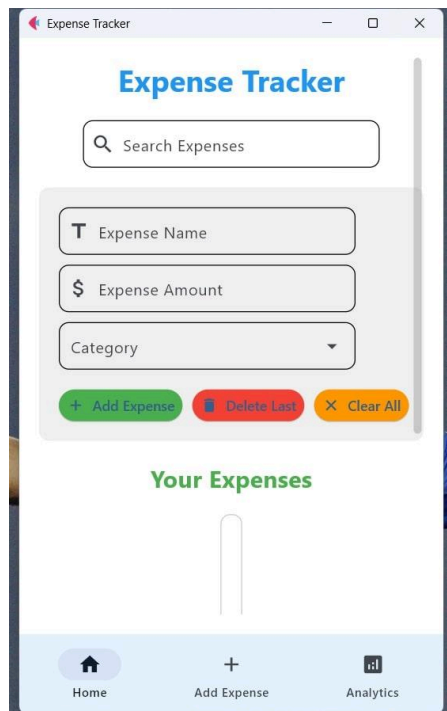 Expense Tracker
Expense Tracker
Search Expenses
Expense Name
$ Expense Amount
Category
+ Add Expense Delete Last × Clear All
Your Expenses
Home Add Expense Analytics